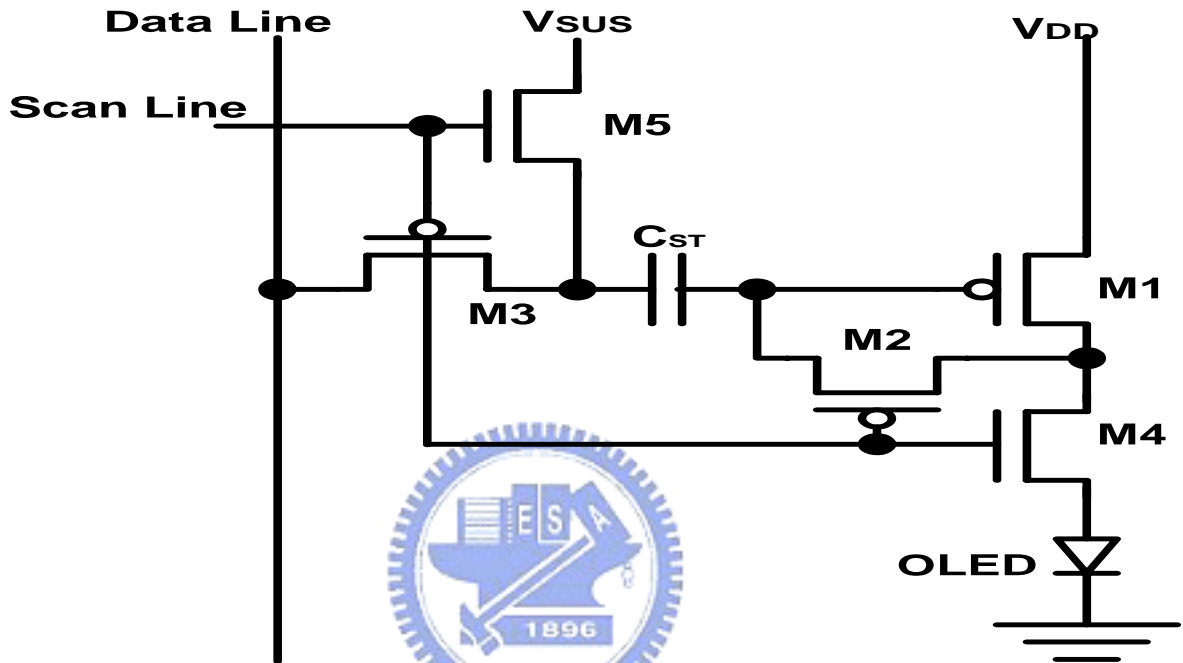 Data Line
VSUS
VDD
Scan Line
M5
CST
M3
M1
M2
M4
OLED
E S A
1896